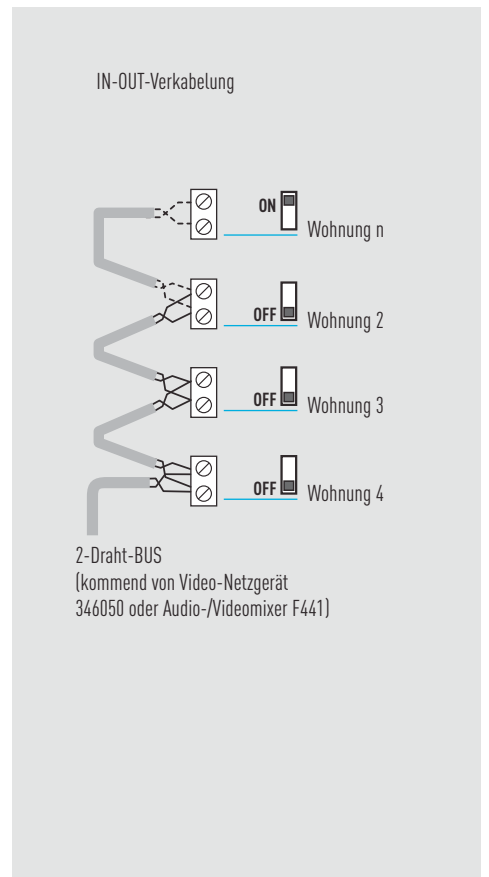 IN-OUT-Verkabelung
ON
Wohnung n
OFF
Wohnung 2
OFF
Wohnung 3
OFF
Wohnung 4
2-Draht-BUS
(kommend von Video-Netzgerät
346050 oder Audio-/Videomixer F441)